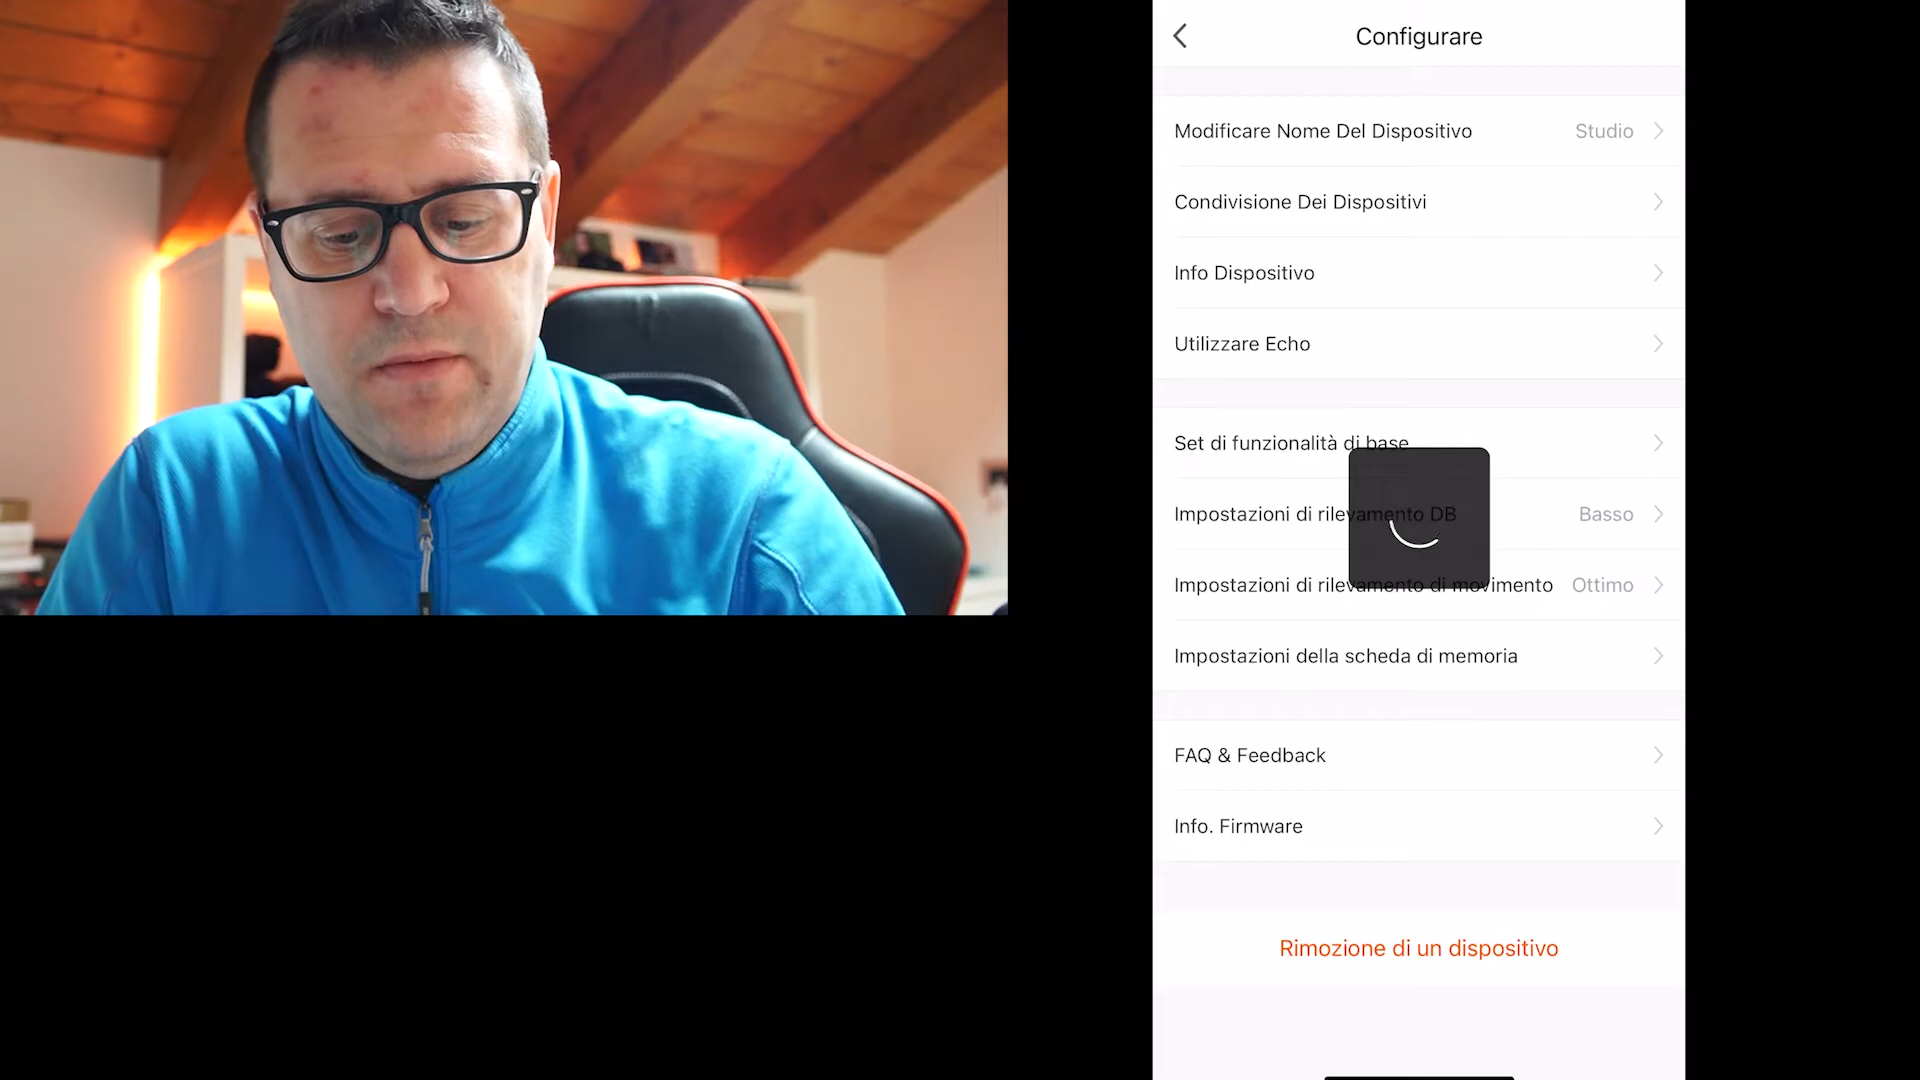 Configurare
Modificare Nome Del Dispositivo Studio
Condivisione Dei Dispositivi
Info Dispositivo
Utilizzare Echo
Set di funzionalità di base
Impostazioni di rilevamento DB Basso
Impostazioni di rilevamento di movimento Ottimo
Impostazioni della scheda di memoria
FAQ & Feedback
Info. Firmware
Rimozione di un dispositivo